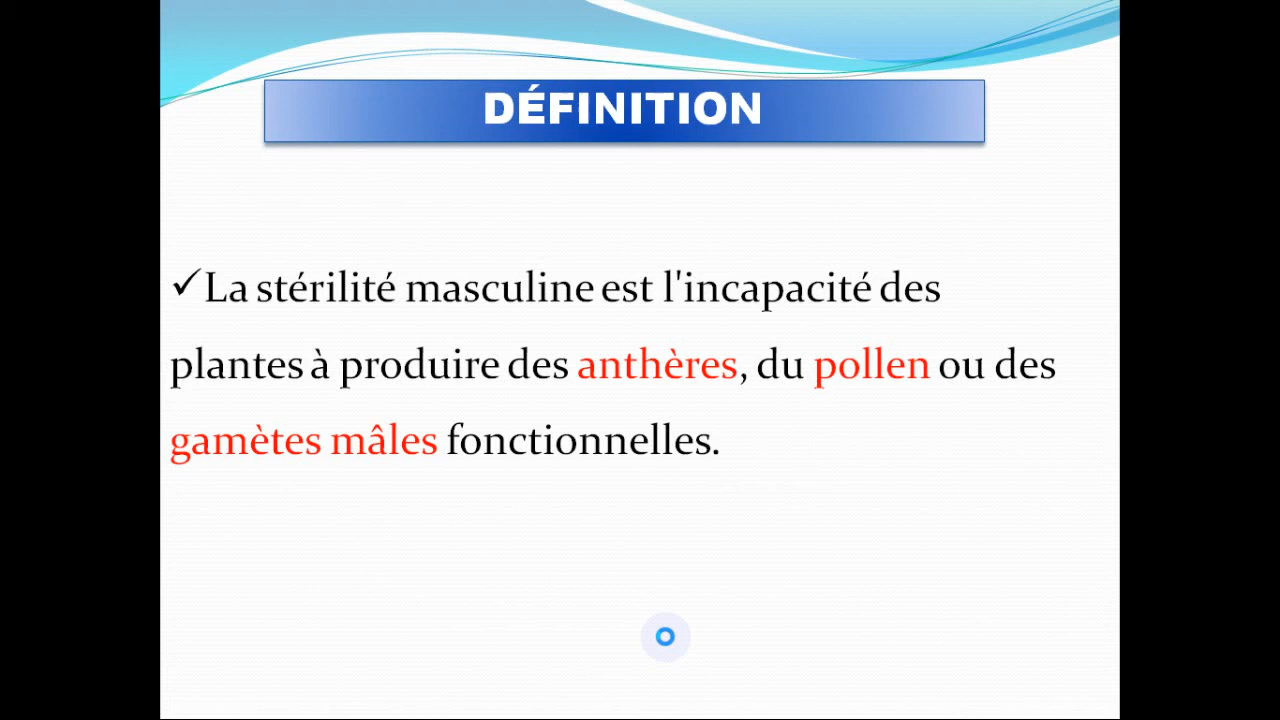 DÉFINITION
✓La stérilité masculine est l'incapacité des
plantes à produire des anthères, du pollen ou des
gamètes mâles fonctionnelles.